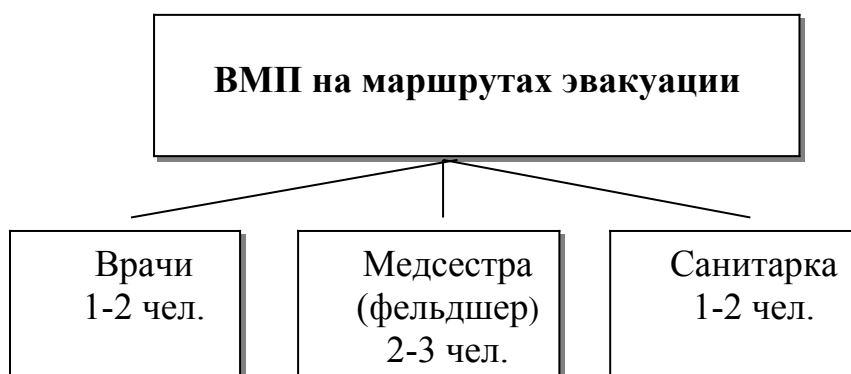 ВМП на маршрутах эвакуации
Врачи
1-2 чел.
Медсестра
(фельдшер)
2-3 чел.
Санитарка
1-2 чел.